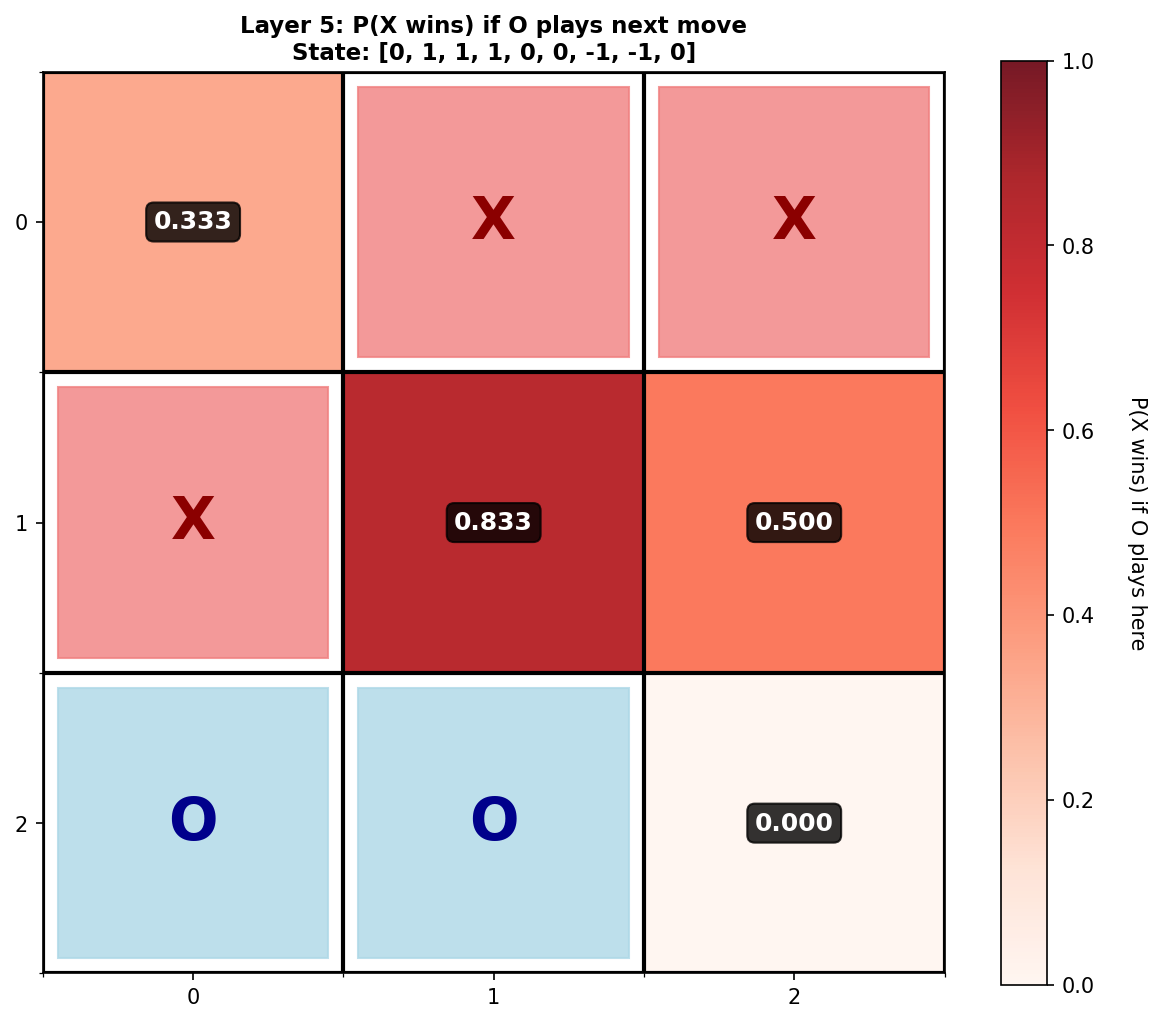 Layer 5: P(X wins) if O plays next move
State: [0, 1, 1, 1, 0, 0, -1, -1, 0]
0
0.333
X
X
1
X
0.833
0.500
2
O
O
0.000
0
1
2
1.0
0.8
0.6
0.4
0.2
0.0
P(X wins) if O plays here